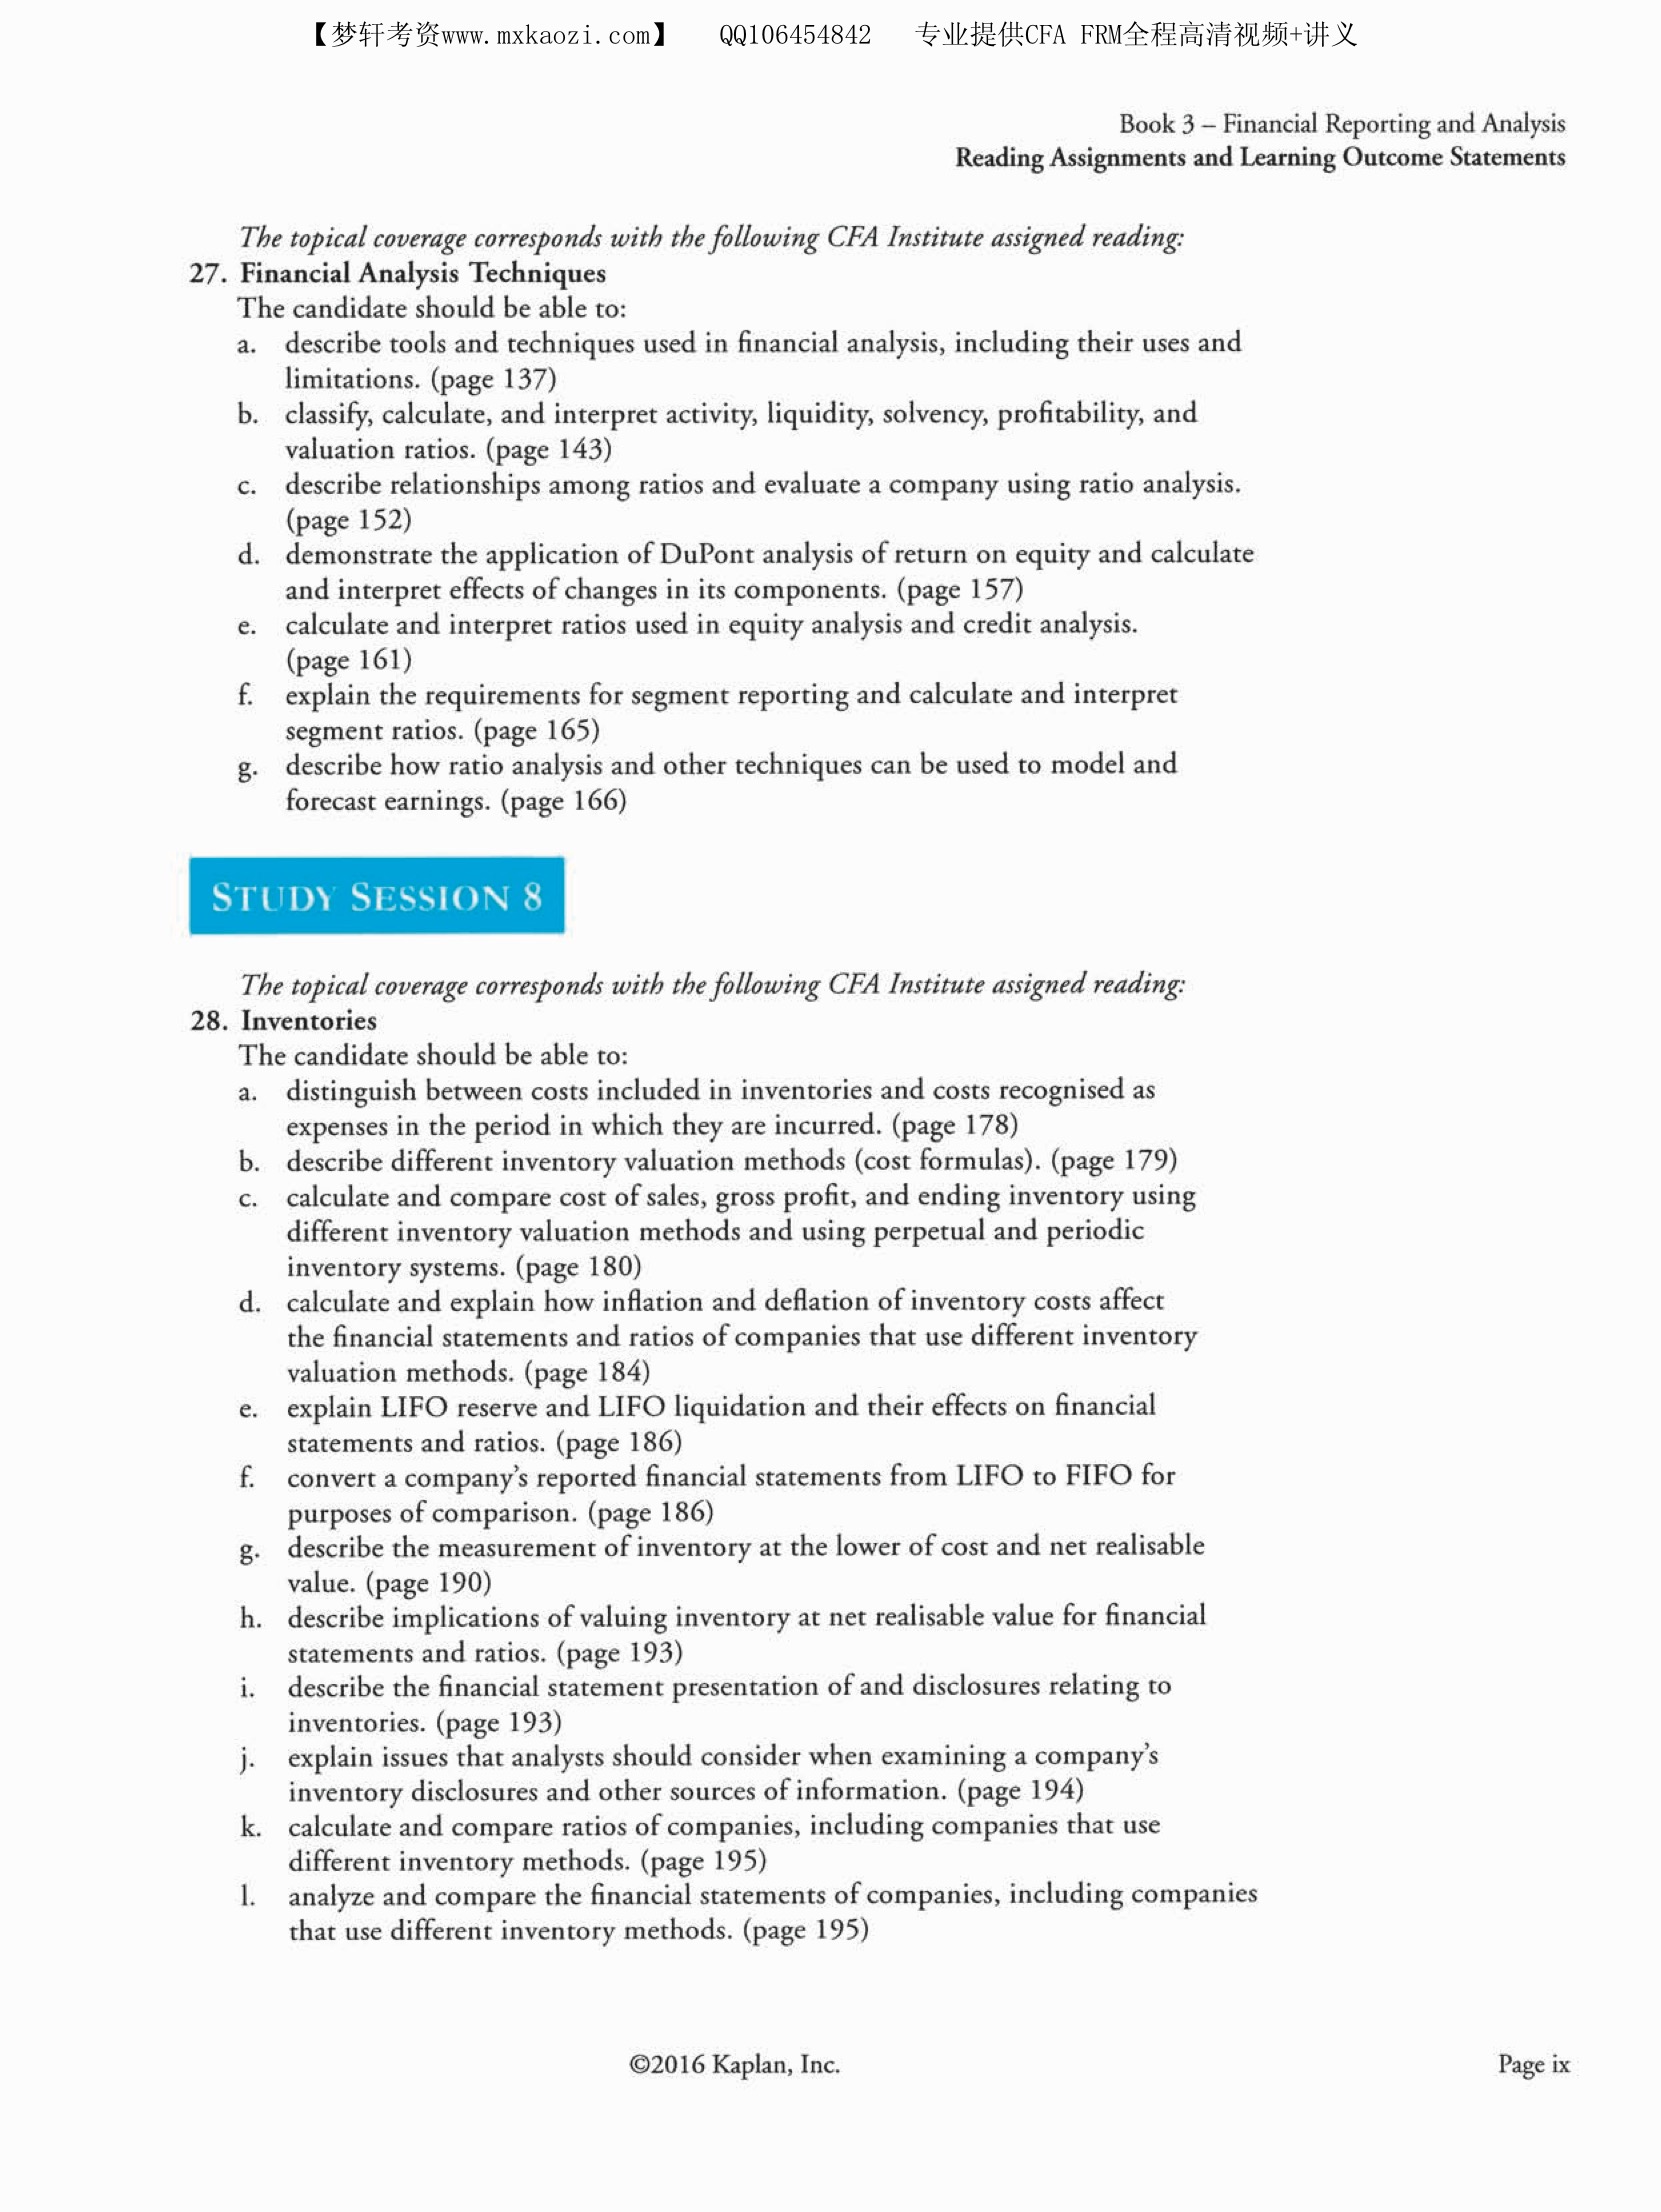 【梦轩考资www.mxkaozi.com】 QQ106454842 专业提供CFA FRM全程高清视频+讲义
Book 3 – Financial Reporting and Analysis
Reading Assignments and Learning Outcome Statements
The topical coverage corresponds with the following CFA Institute assigned reading:
27. Financial Analysis Techniques
The candidate should be able to:
a. describe tools and techniques used in financial analysis, including their uses and
limitations. (page 137)
b. classify, calculate, and interpret activity, liquidity, solvency, profitability, and
valuation ratios. (page 143)
c. describe relationships among ratios and evaluate a company using ratio analysis.
(page 152)
d. demonstrate the application of DuPont analysis of return on equity and calculate
and interpret effects of changes in its components. (page 157)
e. calculate and interpret ratios used in equity analysis and credit analysis.
(page 161)
f. explain the requirements for segment reporting and calculate and interpret
segment ratios. (page 165)
g. describe how ratio analysis and other techniques can be used to model and
forecast earnings. (page 166)
STUDY SESSION 8
The topical coverage corresponds with the following CFA Institute assigned reading:
28. Inventories
The candidate should be able to:
a. distinguish between costs included in inventories and costs recognised as
expenses in the period in which they are incurred. (page 178)
b. describe different inventory valuation methods (cost formulas). (page 179)
c. calculate and compare cost of sales, gross profit, and ending inventory using
different inventory valuation methods and using perpetual and periodic
inventory systems. (page 180)
d. calculate and explain how inflation and deflation of inventory costs affect
the financial statements and ratios of companies that use different inventory
valuation methods. (page 184)
e. explain LIFO reserve and LIFO liquidation and their effects on financial
statements and ratios. (page 186)
f. convert a company's reported financial statements from LIFO to FIFO for
purposes of comparison. (page 186)
g. describe the measurement of inventory at the lower of cost and net realisable
value. (page 190)
h. describe implications of valuing inventory at net realisable value for financial
statements and ratios. (page 193)
i. describe the financial statement presentation of and disclosures relating to
inventories. (page 193)
j. explain issues that analysts should consider when examining a company's
inventory disclosures and other sources of information. (page 194)
k. calculate and compare ratios of companies, including companies that use
different inventory methods. (page 195)
l. analyze and compare the financial statements of companies, including companies
that use different inventory methods. (page 195)
©2016 Kaplan, Inc.
Page ix